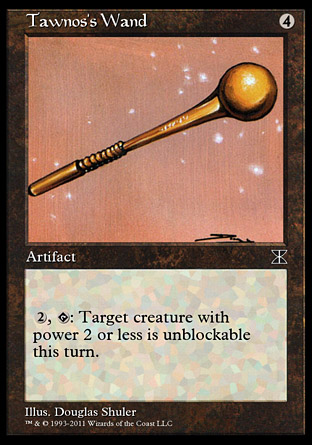 Tawnos's Wand 4
Artifact
2, : Target creature with
power 2 or less is unblockable
this turn.
Illus. Douglas Shuler
™ & © 1993-2011 Wizards of the Coast LLC